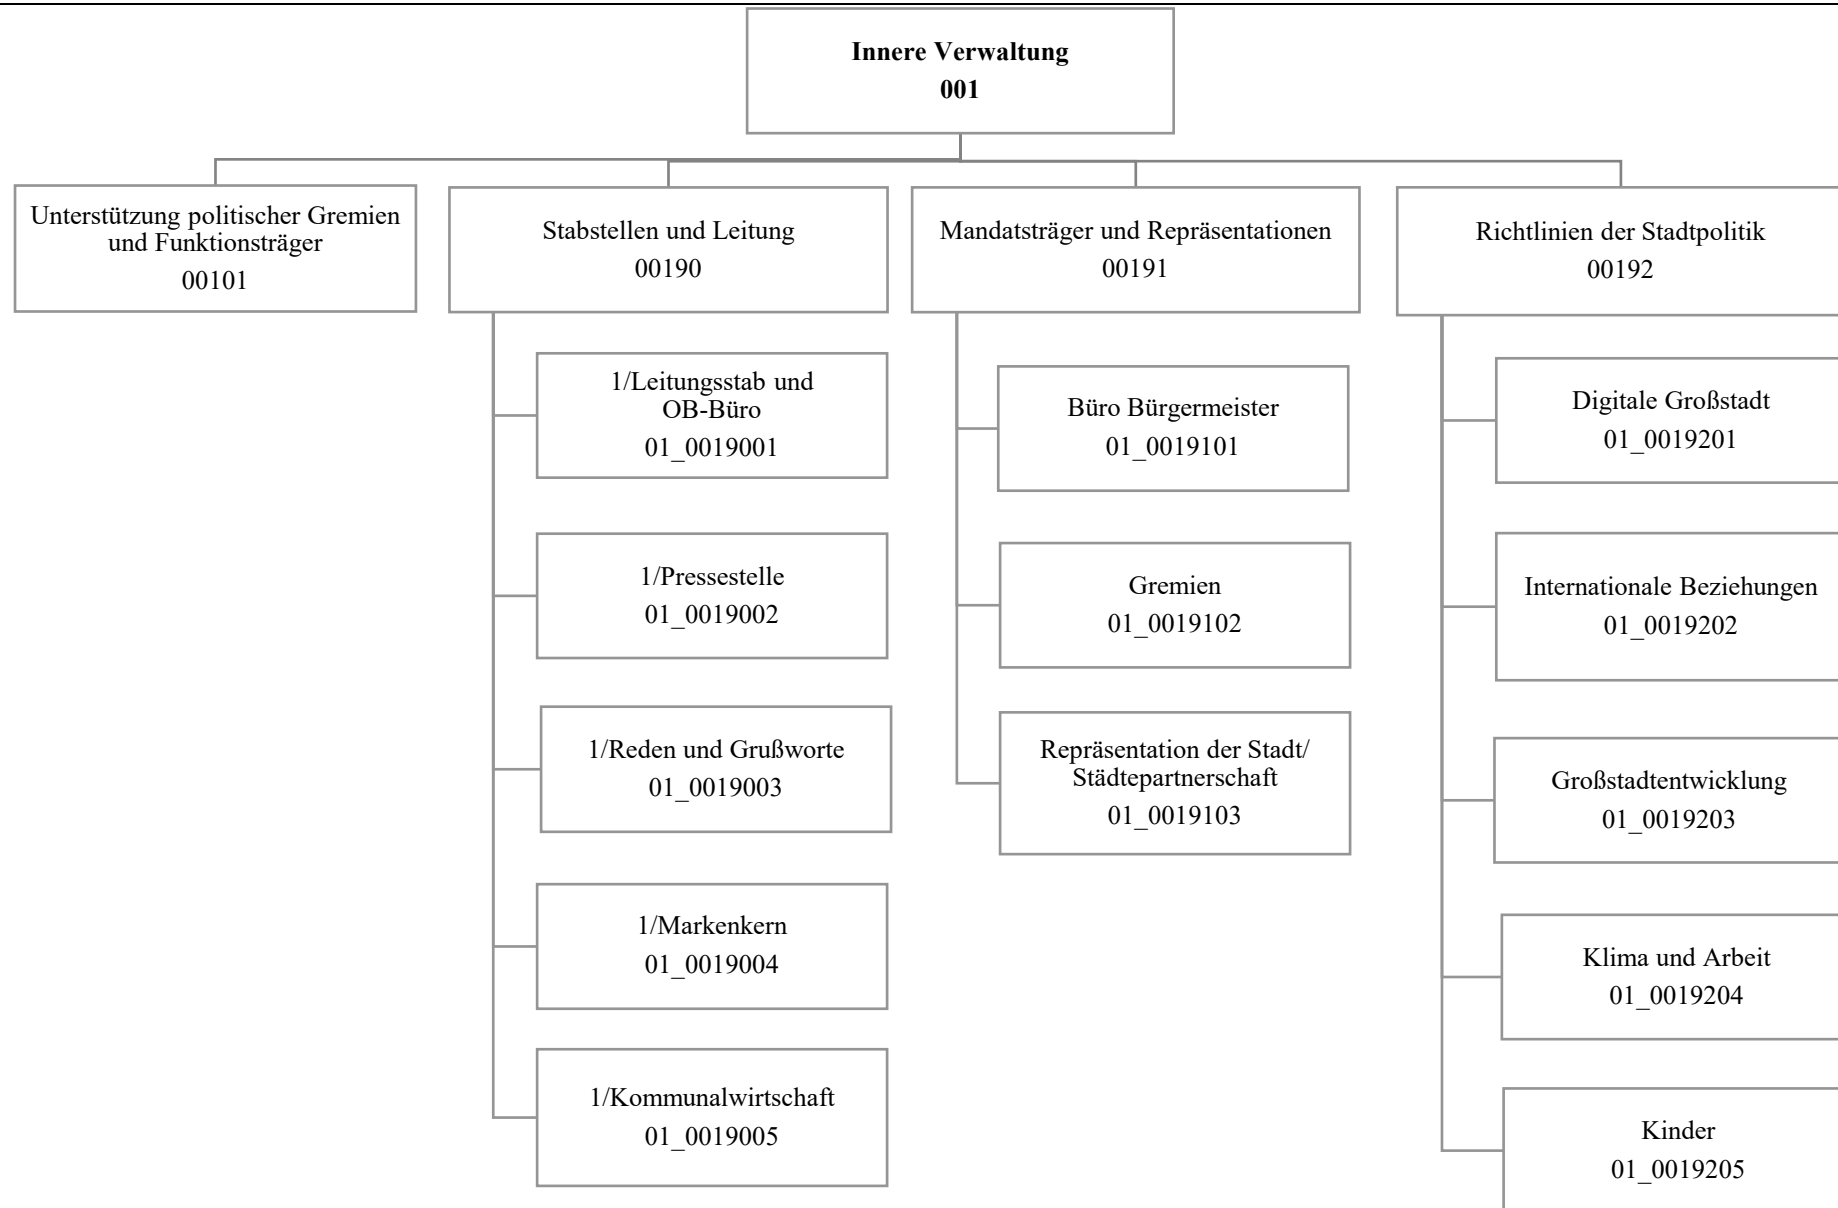 Innere Verwaltung
001
Unterstützung politischer Gremien
und Funktionsträger
00101
Stabstellen und Leitung
00190
1/Leitungsstab und
OB-Büro
01_0019001
1/Pressestelle
01_0019002
1/Reden und Grußworte
01_0019003
1/Markenkern
01_0019004
1/Kommunalwirtschaft
01_0019005
Mandatsträger und Repräsentationen
00191
Büro Bürgermeister
01_0019101
Gremien
01_0019102
Repräsentation der Stadt/
Städtepartnerschaft
01_0019103
Richtlinien der Stadtpolitik
00192
Digitale Großstadt
01_0019201
Internationale Beziehungen
01_0019202
Großstadtentwicklung
01_0019203
Klima und Arbeit
01_0019204
Kinder
01_0019205